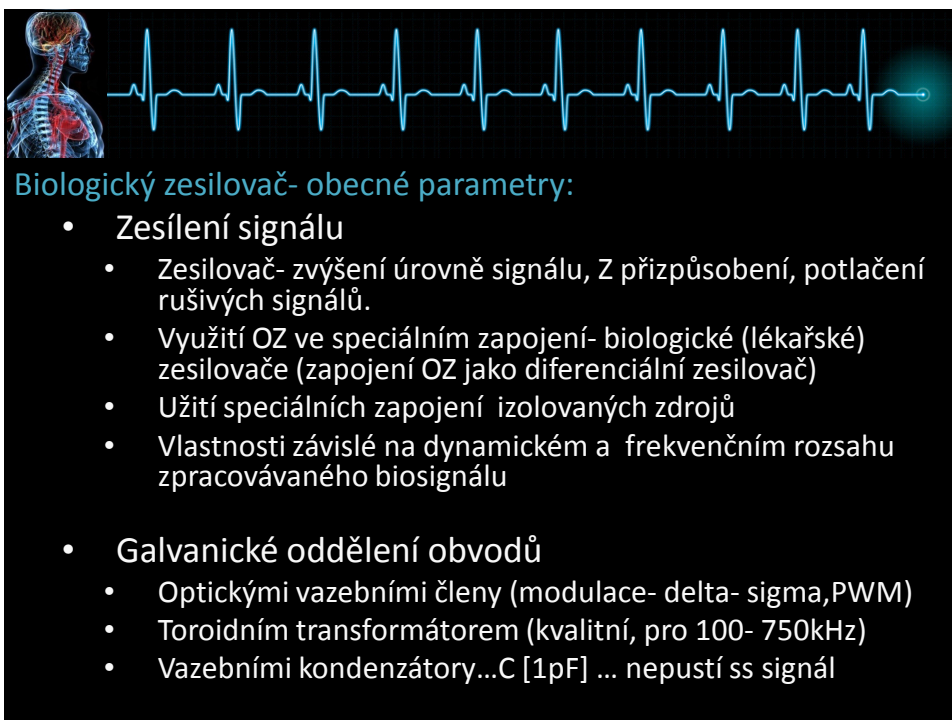 Biologický zesilovač- obecné parametry:
• Zesílení signálu
• Zesilovač- zvýšení úrovně signálu, Z přizpůsobení, potlačení
rušivých signálů.
• Využití OZ ve speciálním zapojení- biologické (lékařské)
zesilovače (zapojení OZ jako diferenciální zesilovač)
• Užití speciálních zapojení  izolovaných zdrojů
• Vlastnosti závislé na dynamickém a  frekvenčním rozsahu
zpracovávaného biosignálu
• Galvanické oddělení obvodů
• Optickými vazebními členy (modulace- delta- sigma,PWM)
• Toroidním transformátorem (kvalitní, pro 100- 750kHz)
• Vazebními kondenzátory…C [1pF] … nepustí ss signál